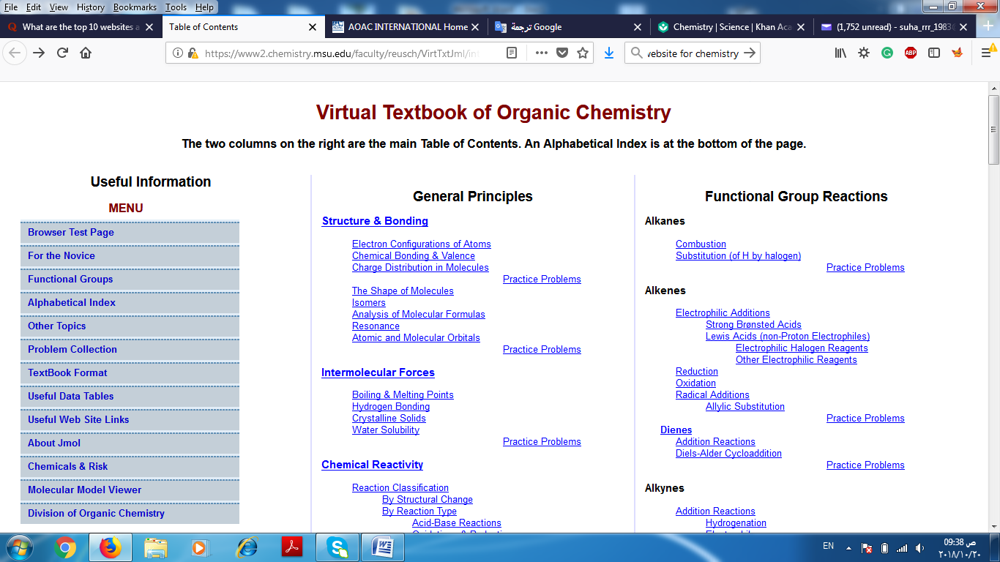 File Edit View History Bookmarks Tools Help
What are the top 10 websites a
Table of Contents
AOAC INTERNATIONAL Home
ترجمة Google
Chemistry | Science | Khan Aca
(1,752 unread) - suha_rrr_1983@
https://www2.chemistry.msu.edu/faculty/reusch/VirtTxtJml/int
website for chemistry
ABP
Virtual Textbook of Organic Chemistry
The two columns on the right are the main Table of Contents. An Alphabetical Index is at the bottom of the page.
Useful Information
MENU
Browser Test Page
For the Novice
Functional Groups
Alphabetical Index
Other Topics
Problem Collection
TextBook Format
Useful Data Tables
Useful Web Site Links
About Jmol
Chemicals & Risk
Molecular Model Viewer
Division of Organic Chemistry
General Principles
Structure & Bonding
Electron Configurations of Atoms
Chemical Bonding & Valence
Charge Distribution in Molecules
Practice Problems
The Shape of Molecules
Isomers
Analysis of Molecular Formulas
Resonance
Atomic and Molecular Orbitals
Practice Problems
Intermolecular Forces
Boiling & Melting Points
Hydrogen Bonding
Crystalline Solids
Water Solubility
Practice Problems
Chemical Reactivity
Reaction Classification
By Structural Change
By Reaction Type
Acid-Base Reactions
Functional Group Reactions
Alkanes
Combustion
Substitution (of H by halogen)
Practice Problems
Alkenes
Electrophilic Additions
Strong Brønsted Acids
Lewis Acids (non-Proton Electrophiles)
Electrophilic Halogen Reagents
Other Electrophilic Reagents
Reduction
Oxidation
Radical Additions
Allylic Substitution
Practice Problems
Dienes
Addition Reactions
Diels-Alder Cycloaddition
Practice Problems
Alkynes
Addition Reactions
Hydrogenation
EN
09:38 ص
٢٠١٨/١٠/٢٠